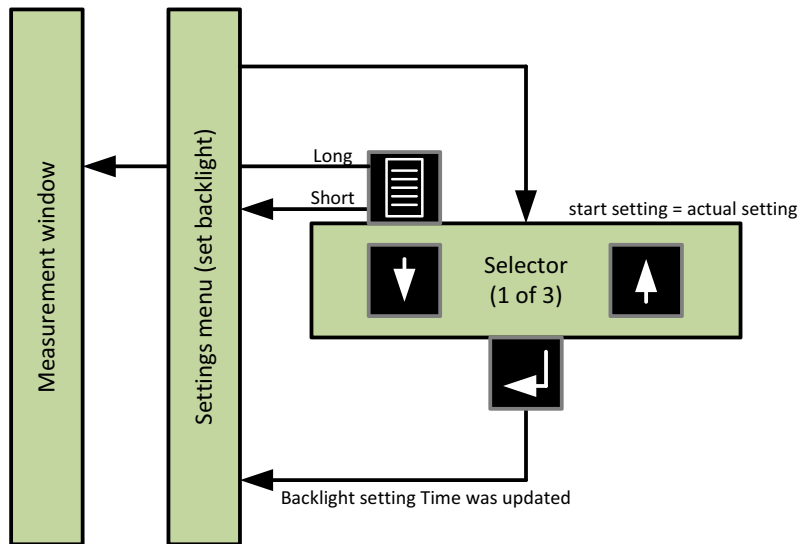 Measurement window
Settings menu (set backlight)
Long
Short
start setting = actual setting
Selector
(1 of 3)
Backlight setting Time was updated